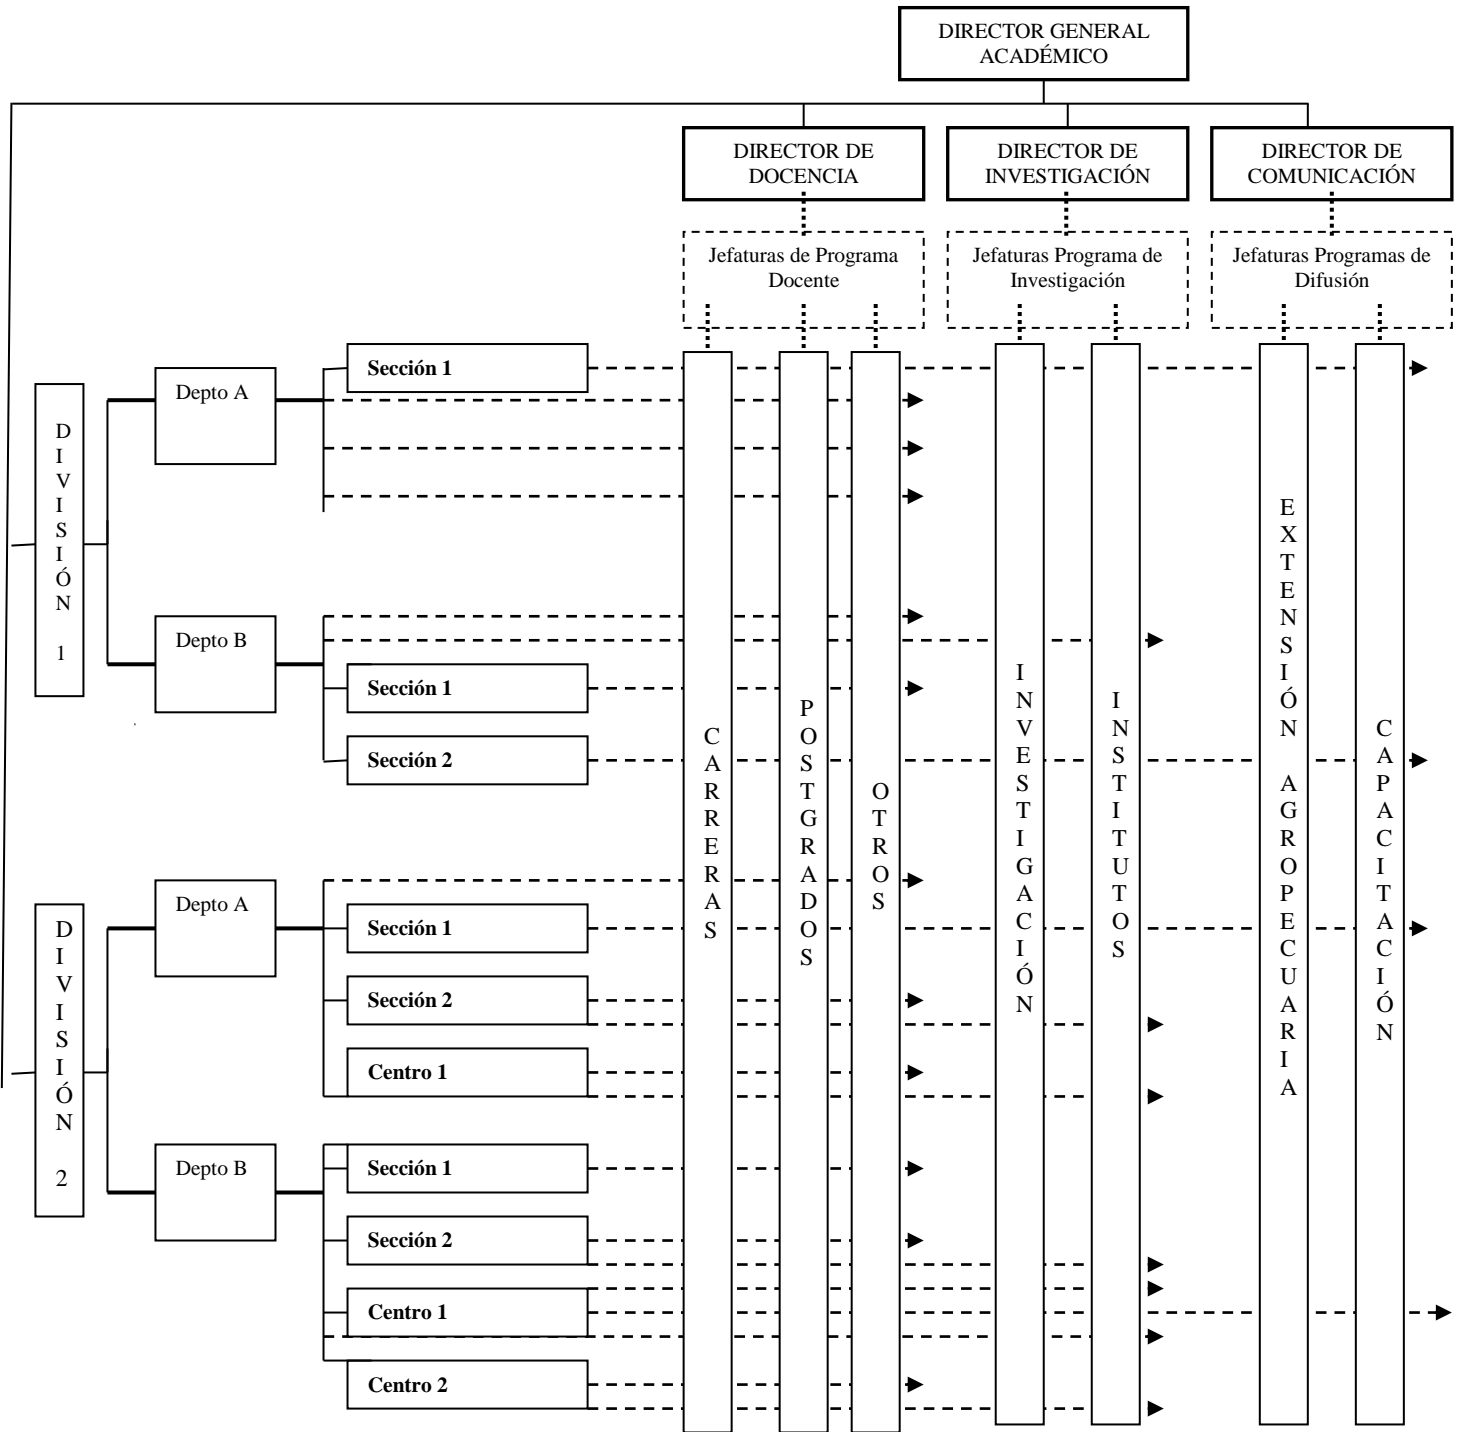 DIRECTOR GENERAL
ACADÉMICO
DIRECTOR DE
DOCENCIA
DIRECTOR DE
INVESTIGACIÓN
DIRECTOR DE
COMUNICACIÓN
Jefaturas de Programa
Docente
Jefaturas Programa de
Investigación
Jefaturas Programas de
Difusión
DIVISIÓN 1
Depto A
Sección 1
Depto B
Sección 1
Sección 2
DIVISIÓN 2
Depto A
Sección 1
Sección 2
Centro 1
Depto B
Sección 1
Sección 2
Centro 1
Centro 2
CARRERAS
POSTGRADOS
OTROS
INVESTIGACIÓN
INSTITUTOS
EXTENSIÓN AGROPECUARIA
CAPACITACIÓN